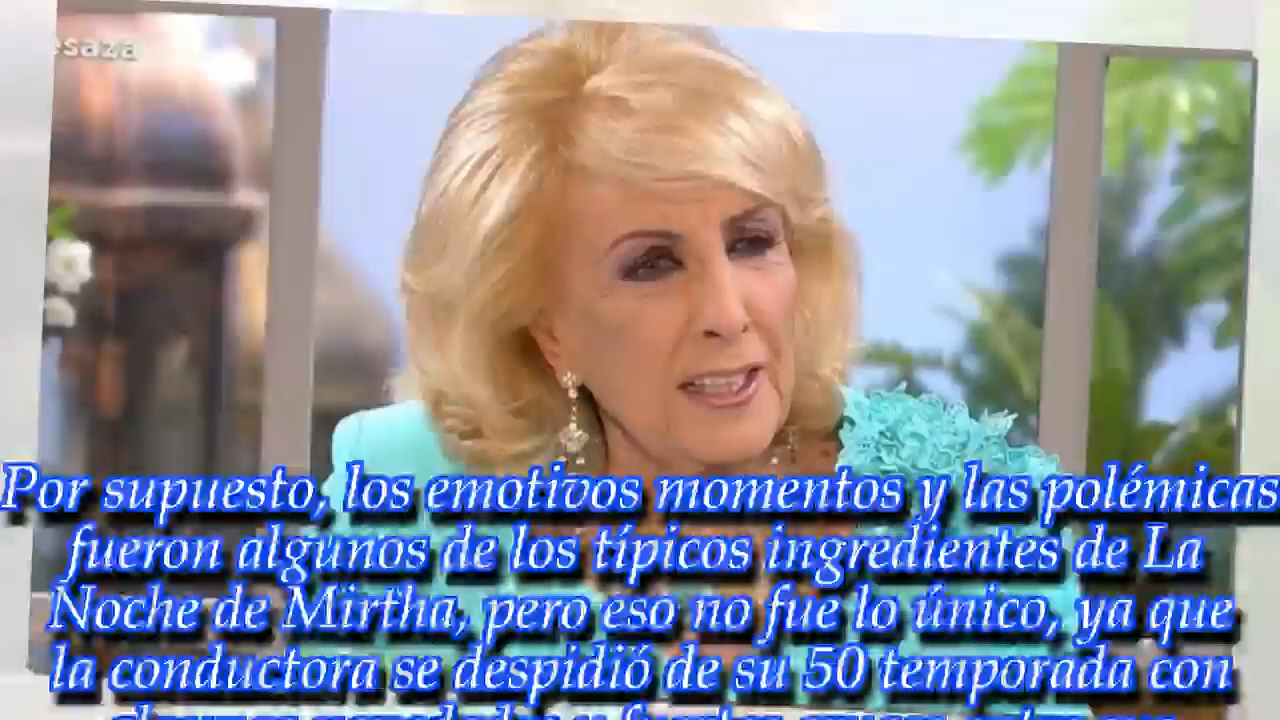 esaza
Por supuesto, los emotivos momentos y las polémicas
fueron algunos de los típicos ingredientes de La
Noche de Mirtha, pero eso no fue lo único, ya que
la conductora se despidió de su 50 temporada con